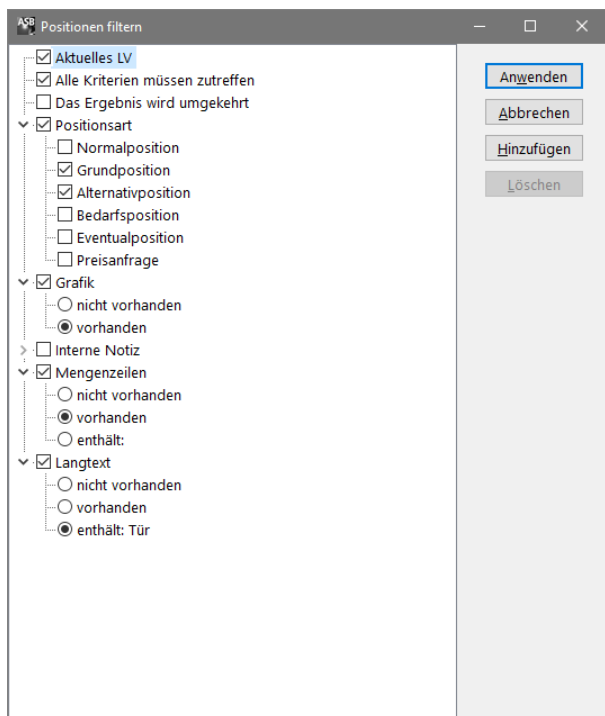 ASB Positionen filtern
Aktuelles LV
Alle Kriterien müssen zutreffen
Das Ergebnis wird umgekehrt
Positionsart
Normalposition
Grundposition
Alternativposition
Bedarfsposition
Eventualposition
Preisanfrage
Grafik
nicht vorhanden
vorhanden
Interne Notiz
Mengenzeilen
nicht vorhanden
vorhanden
enthält:
Langtext
nicht vorhanden
vorhanden
enthält: Tür
Anwenden
Abbrechen
Hinzufügen
Löschen